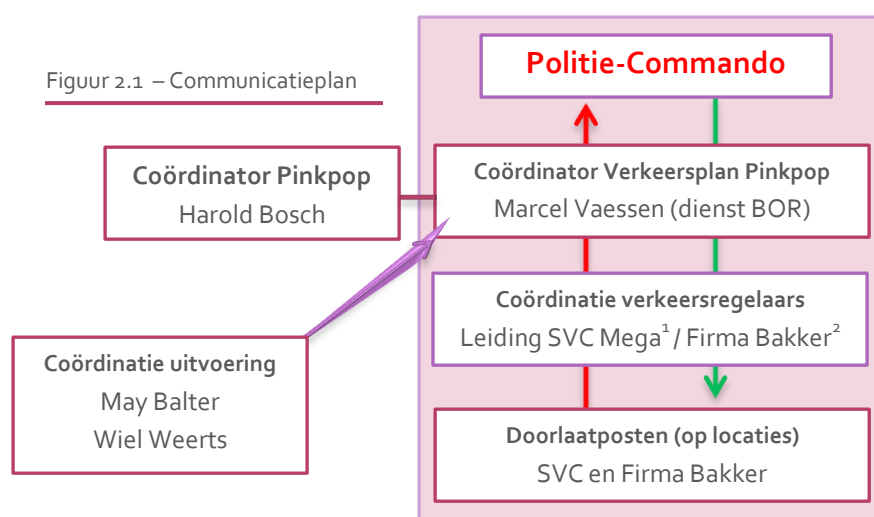 Figuur 2.1 – Communicatieplan
Politie-Commando
Coördinator Pinkpop
Harold Bosch
Coördinator Verkeersplan Pinkpop
Marcel Vaessen (dienst BOR)
Coördinatie verkeersregelaars
Leiding SVC Mega¹ / Firma Bakker²
Coördinatie uitvoering
May Balter
Wiel Weerts
Doorlaatposten (op locaties)
SVC en Firma Bakker